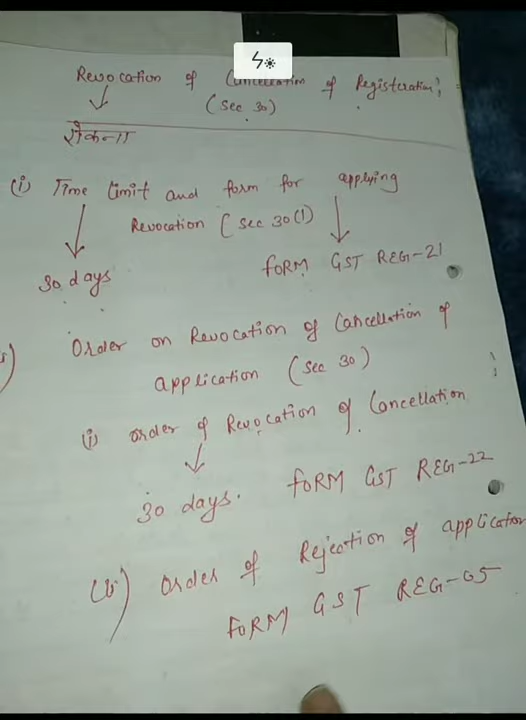 Revocation of Cancellation of Registration;
(Sec 30)
रोकना
(i) Time limit and form for applying
Revocation (Sec 30(1)
30 days
FORM GST REG-21
Order on Revocation of Cancellation of
application (Sec 30)
(i) order of Revocation of Cancellation
30 days. FORM GST REG-22
(ii) Order of Rejection of application
FORM GST REG-05